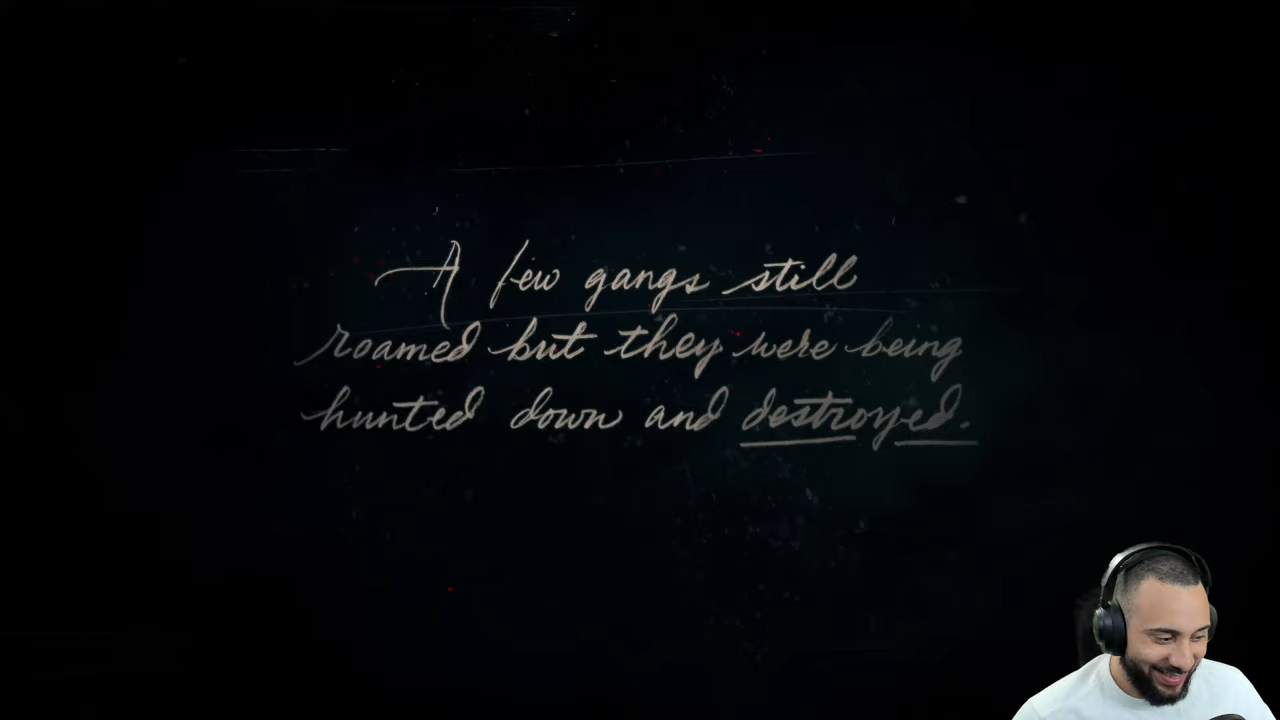 A few gangs still
roamed but they were being
hunted down and destroyed.